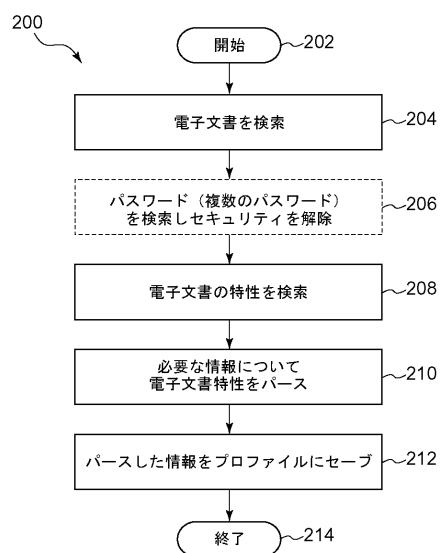 200
開始
202
電子文書を検索
204
パスワード（複数のパスワード）
を検索しセキュリティを解除
206
電子文書の特性を検索
208
必要な情報について
電子文書特性をパース
210
パースした情報をプロファイルにセーブ
212
終了
214